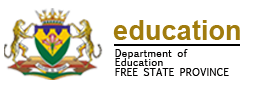 education
Department of
Education
FREE STATE PROVINCE